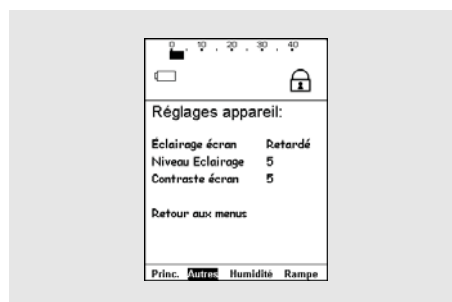 0 . 10 . 20 . 30 . 40
Réglages appareil:
Éclairage écran Retardé
Niveau Eclairage 5
Contraste écran 5
Retour aux menus
Princ. Autres Humidité Rampe